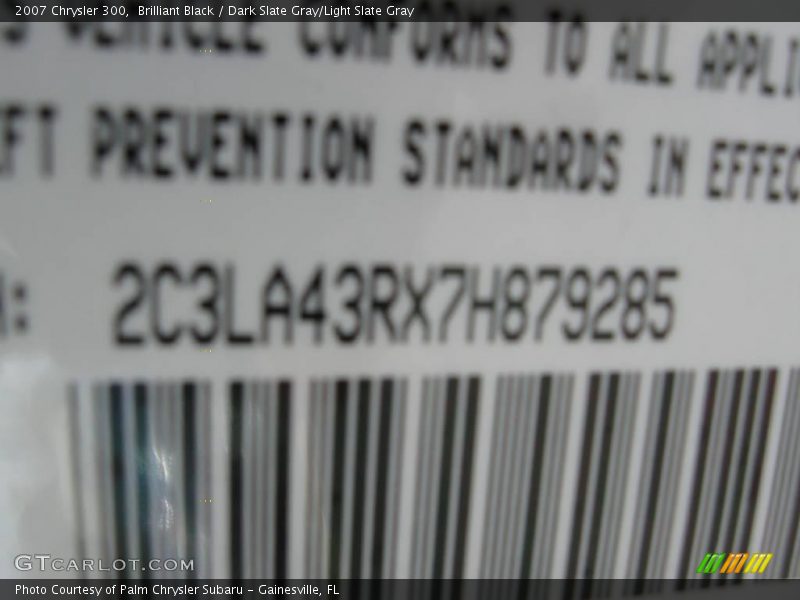 2007 Chrysler 300, Brilliant Black / Dark Slate Gray/Light Slate Gray
VEHICLE CONFORMS TO ALL APPLI
FT PREVENTION STANDARDS IN EFFEC
: 2C3LA43RX7H879285
GTCARLOT.COM
Photo Courtesy of Palm Chrysler Subaru - Gainesville, FL